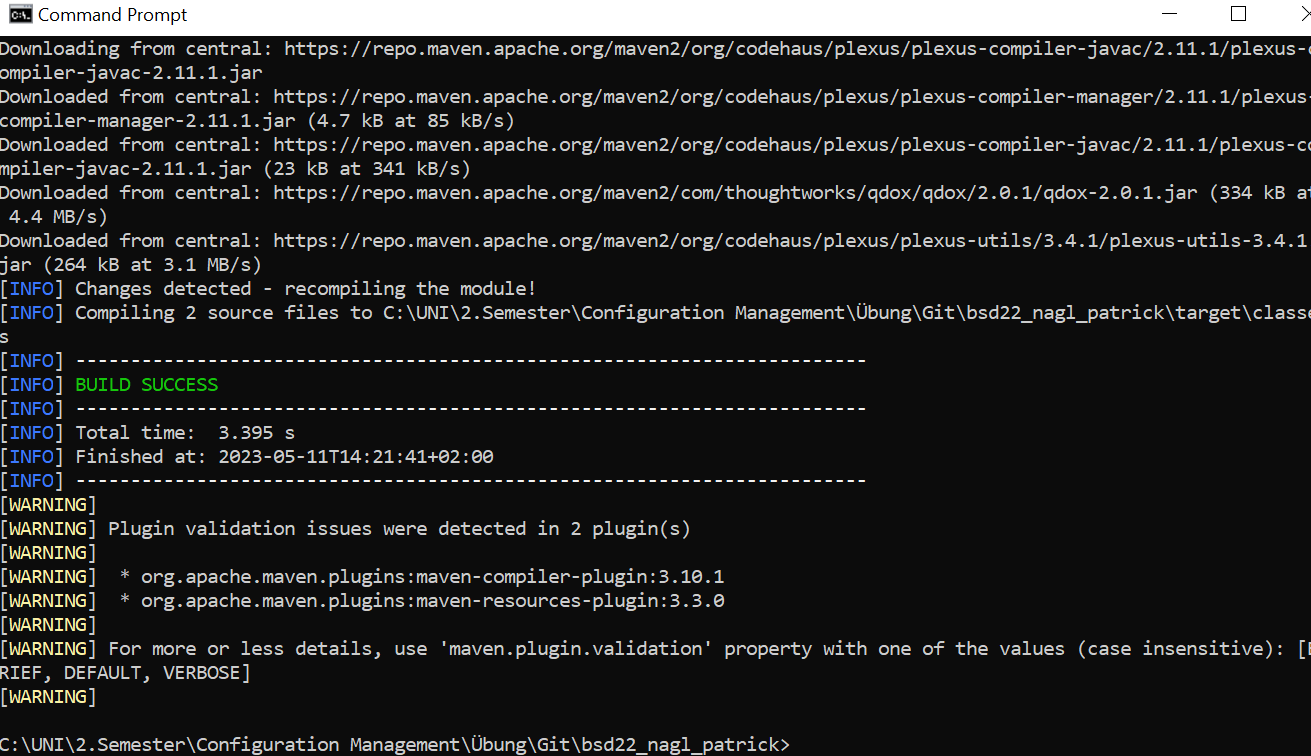 Command Prompt
Downloading from central: https://repo.maven.apache.org/maven2/org/codehaus/plexus/plexus-compiler-javac/2.11.1/plexus-c
ompiler-javac-2.11.1.jar
Downloaded from central: https://repo.maven.apache.org/maven2/org/codehaus/plexus/plexus-compiler-manager/2.11.1/plexus-
compiler-manager-2.11.1.jar (4.7 kB at 85 kB/s)
Downloaded from central: https://repo.maven.apache.org/maven2/org/codehaus/plexus/plexus-compiler-javac/2.11.1/plexus-co
mpiler-javac-2.11.1.jar (23 kB at 341 kB/s)
Downloaded from central: https://repo.maven.apache.org/maven2/com/thoughtworks/qdox/qdox/2.0.1/qdox-2.0.1.jar (334 kB at
4.4 MB/s)
Downloaded from central: https://repo.maven.apache.org/maven2/org/codehaus/plexus/plexus-utils/3.4.1/plexus-utils-3.4.1
jar (264 kB at 3.1 MB/s)
[INFO] Changes detected - recompiling the module!
[INFO] Compiling 2 source files to C:\UNI\2.Semester\Configuration Management\Übung\Git\bsd22_nagl_patrick\target\classe
s
[INFO] ------------------------------------------------------------------------
[INFO] BUILD SUCCESS
[INFO] ------------------------------------------------------------------------
[INFO] Total time:  3.395 s
[INFO] Finished at: 2023-05-11T14:21:41+02:00
[INFO] ------------------------------------------------------------------------
[WARNING]
[WARNING] Plugin validation issues were detected in 2 plugin(s)
[WARNING]
[WARNING]  * org.apache.maven.plugins:maven-compiler-plugin:3.10.1
[WARNING]  * org.apache.maven.plugins:maven-resources-plugin:3.3.0
[WARNING]
[WARNING] For more or less details, use 'maven.plugin.validation' property with one of the values (case insensitive): [B
RIEF, DEFAULT, VERBOSE]
[WARNING]
C:\UNI\2.Semester\Configuration Management\Übung\Git\bsd22_nagl_patrick>